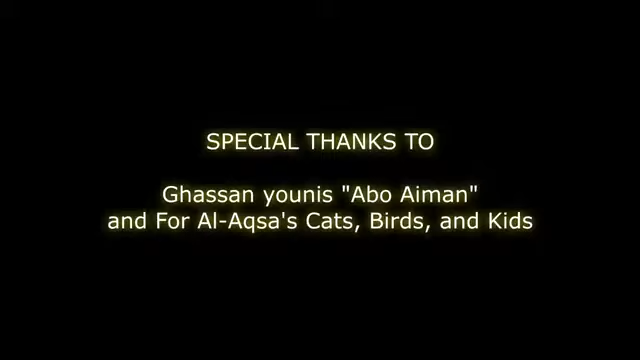 SPECIAL THANKS TO
Ghassan younis "Abo Aiman"
and For Al-Aqsa's Cats, Birds, and Kids